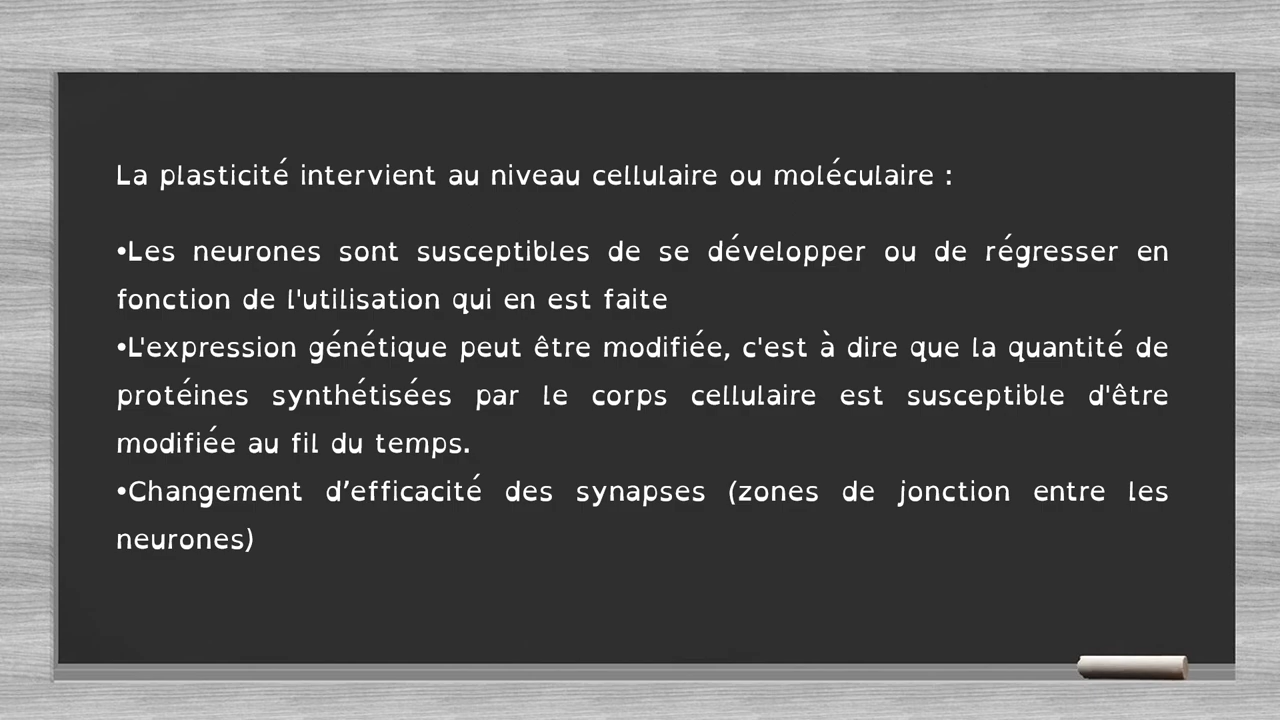 La plasticité intervient au niveau cellulaire ou moléculaire :
•Les neurones sont susceptibles de se développer ou de régresser en
fonction de l'utilisation qui en est faite
•L'expression génétique peut être modifiée, c'est à dire que la quantité de
protéines synthétisées par le corps cellulaire est susceptible d'être
modifiée au fil du temps.
•Changement d’efficacité des synapses (zones de jonction entre les
neurones)